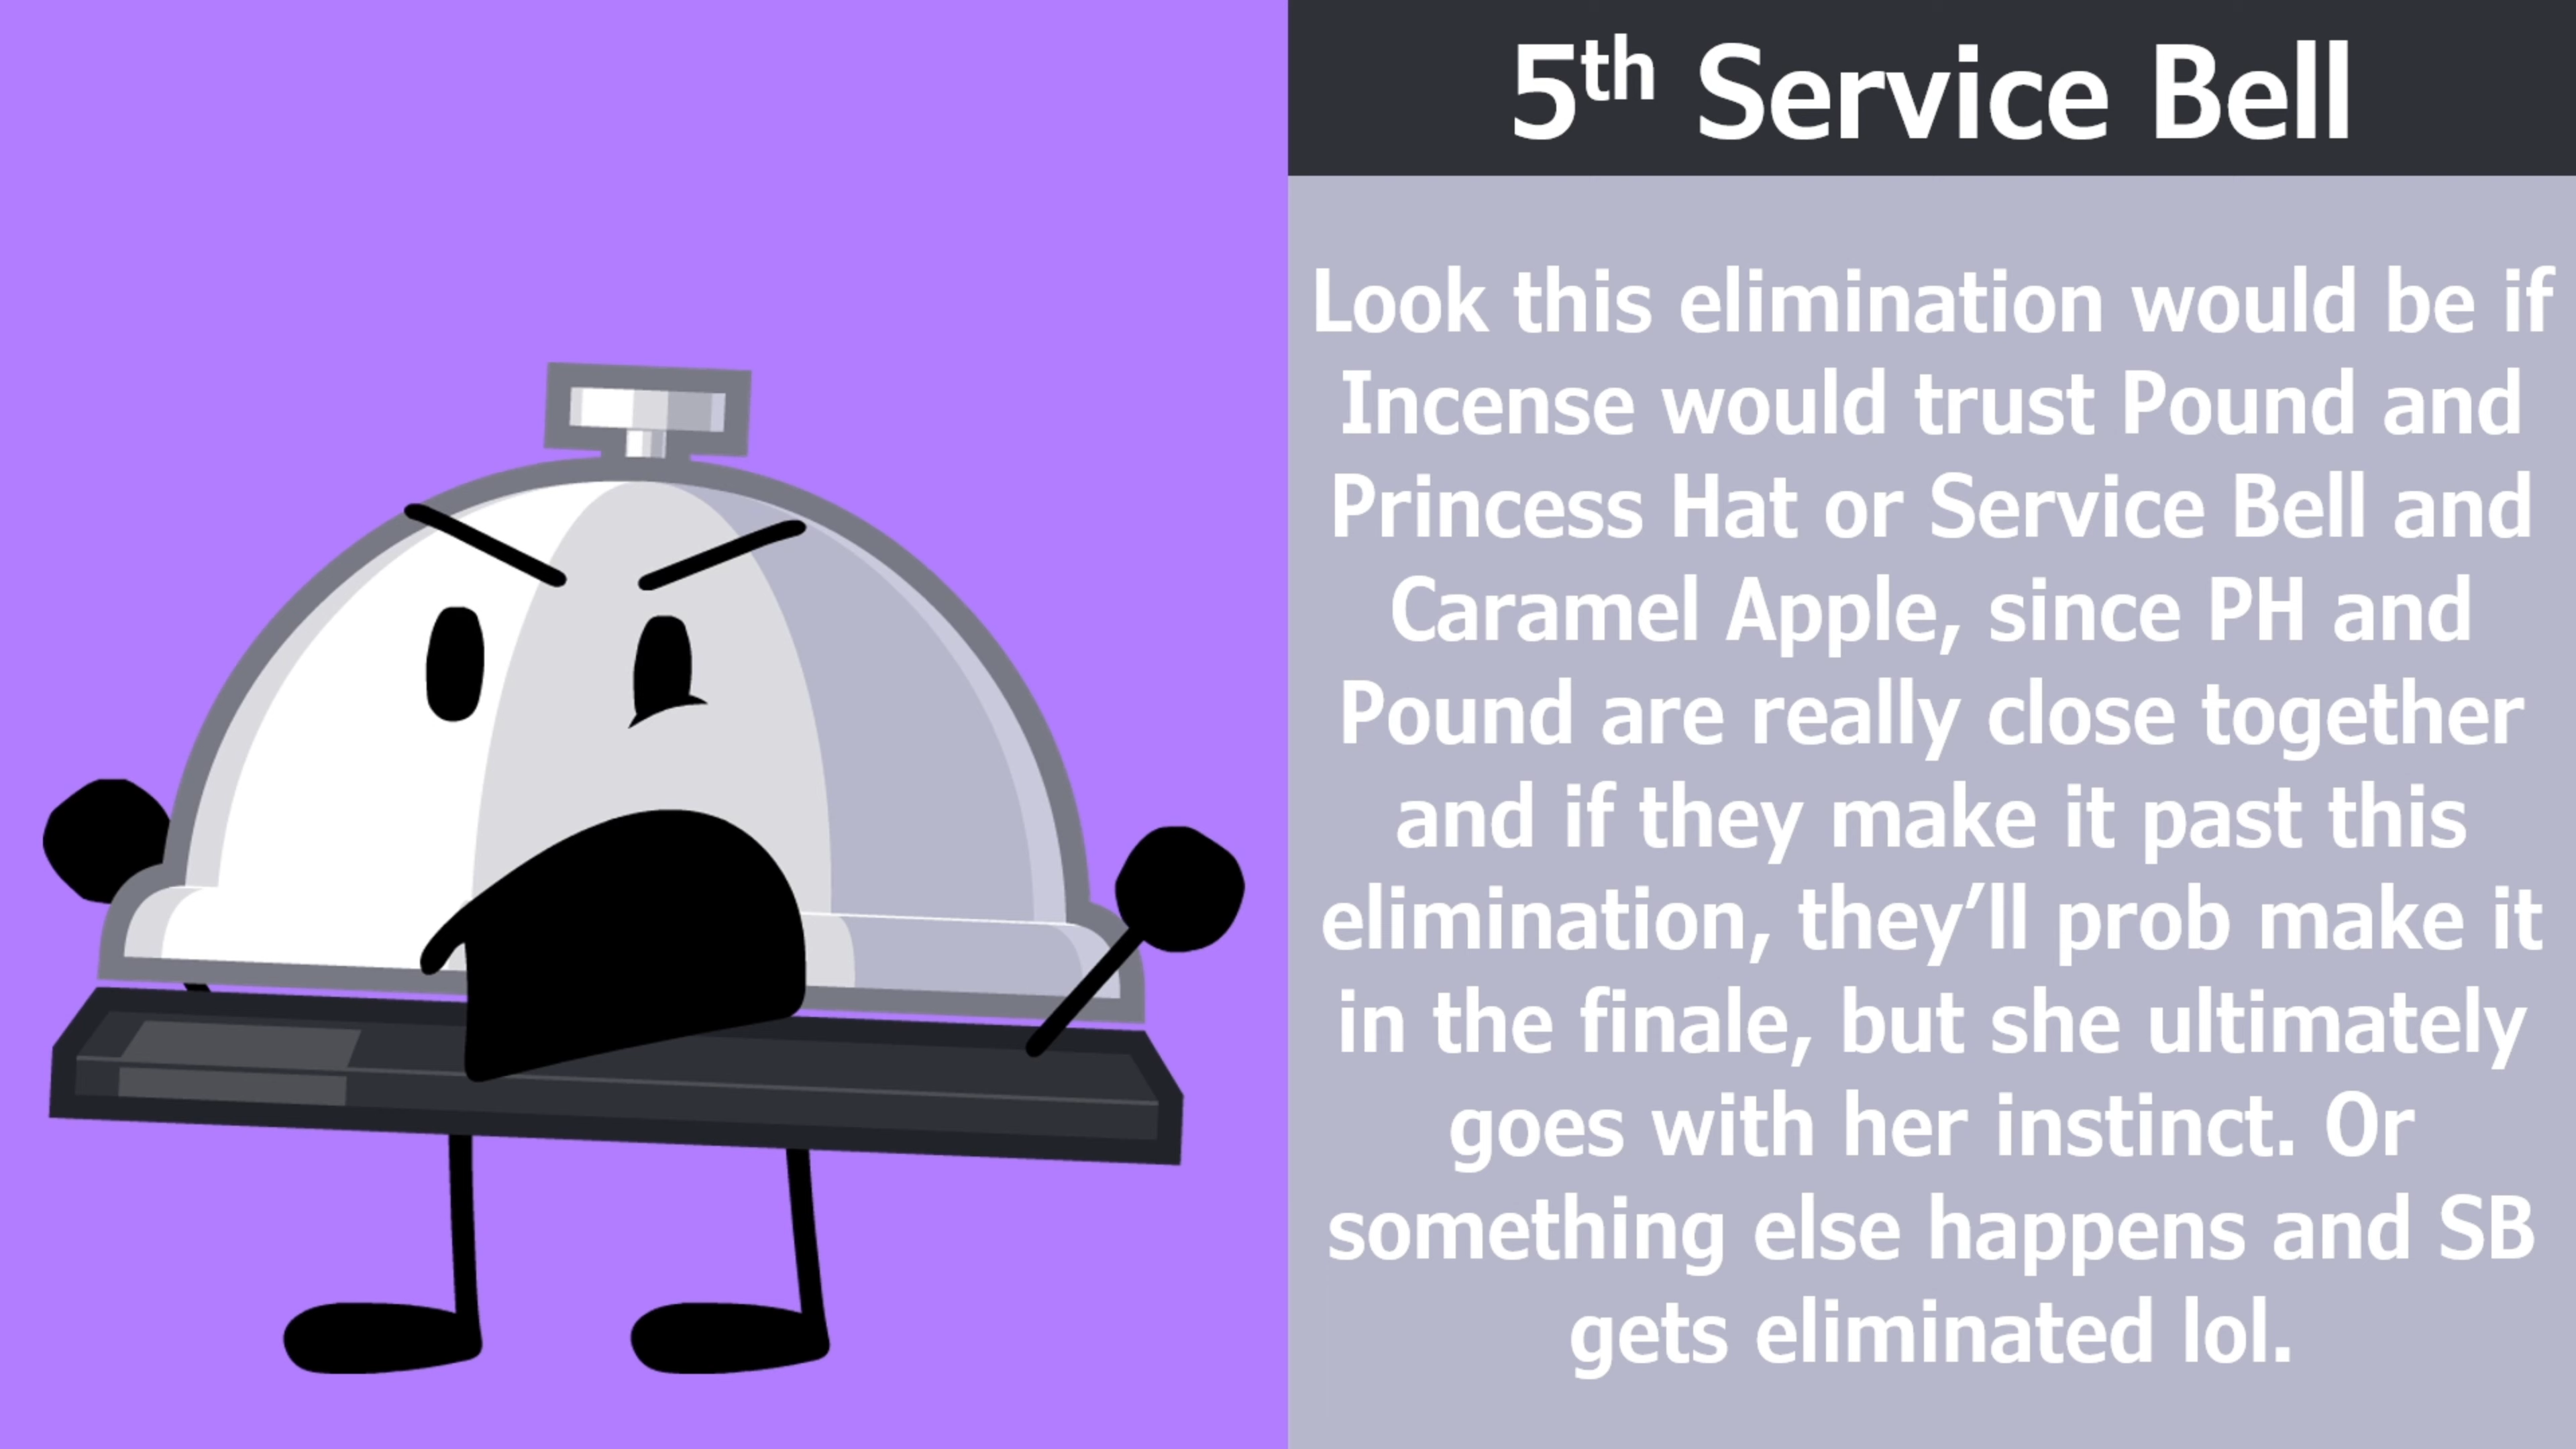 5th Service Bell
Look this elimination would be if
Incense would trust Pound and
Princess Hat or Service Bell and
Caramel Apple, since PH and
Pound are really close together
and if they make it past this
elimination, they’ll prob make it
in the finale, but she ultimately
goes with her instinct. Or
something else happens and SB
gets eliminated lol.